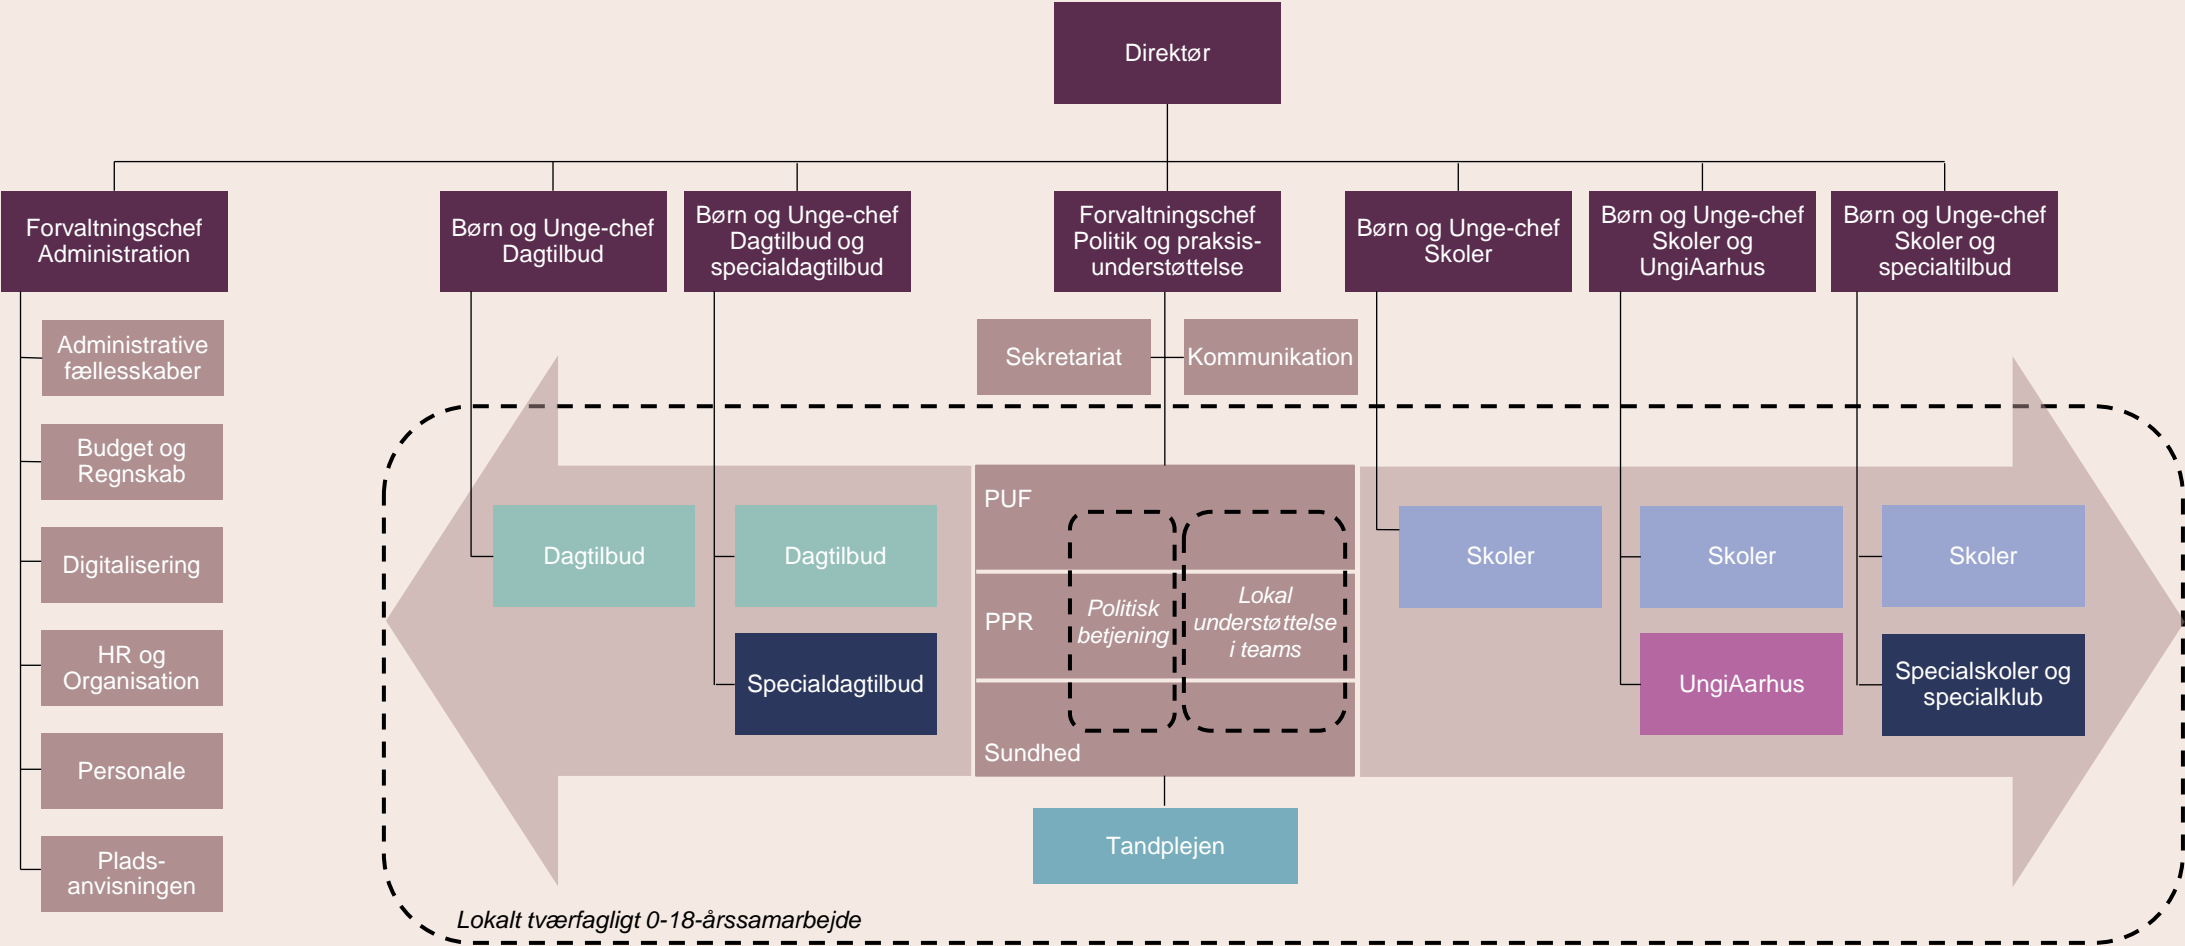 Direktør
Forvaltningschef
Administration
Børn og Unge-chef
Dagtilbud
Børn og Unge-chef
Dagtilbud og
specialdagtilbud
Forvaltningschef
Politik og praksis-
understøttelse
Børn og Unge-chef
Skoler
Børn og Unge-chef
Skoler og
UngiAarhus
Børn og Unge-chef
Skoler og
specialtilbud
Administrative
fællesskaber
Budget og
Regnskab
Digitalisering
HR og
Organisation
Personale
Plads-
anvisningen
Sekretariat
Kommunikation
Dagtilbud
Dagtilbud
Specialdagtilbud
PUF
PPR
Sundhed
Politisk
betjening
Lokal
understøttelse
i teams
Skoler
Skoler
UngiAarhus
Skoler
Specialskoler og
specialklub
Tandplejen
Lokalt tværfagligt 0-18-årssamarbejde